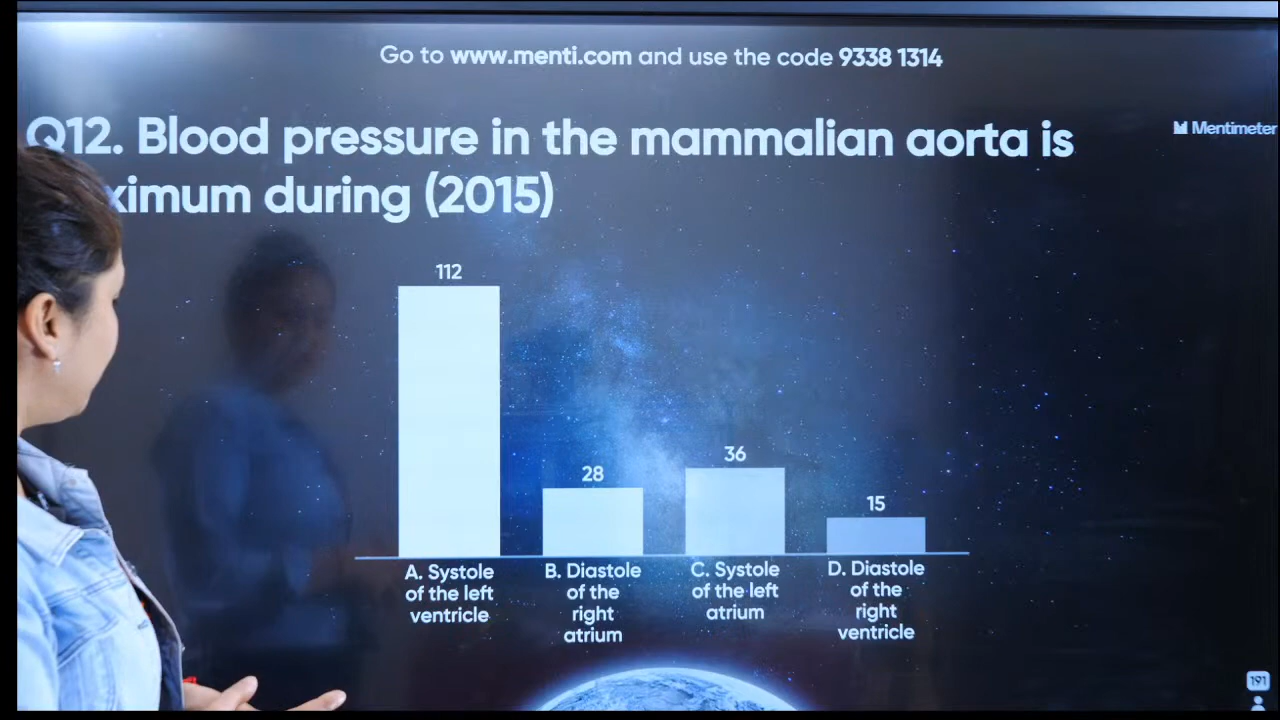 Go to www.menti.com and use the code 9338 1314
Mentimeter
Q12. Blood pressure in the mammalian aorta is
ximum during (2015)
112
28
36
15
A. Systole
of the left
ventricle
B. Diastole
of the
right
atrium
C. Systole
of the left
atrium
D. Diastole
of the
right
ventricle
191